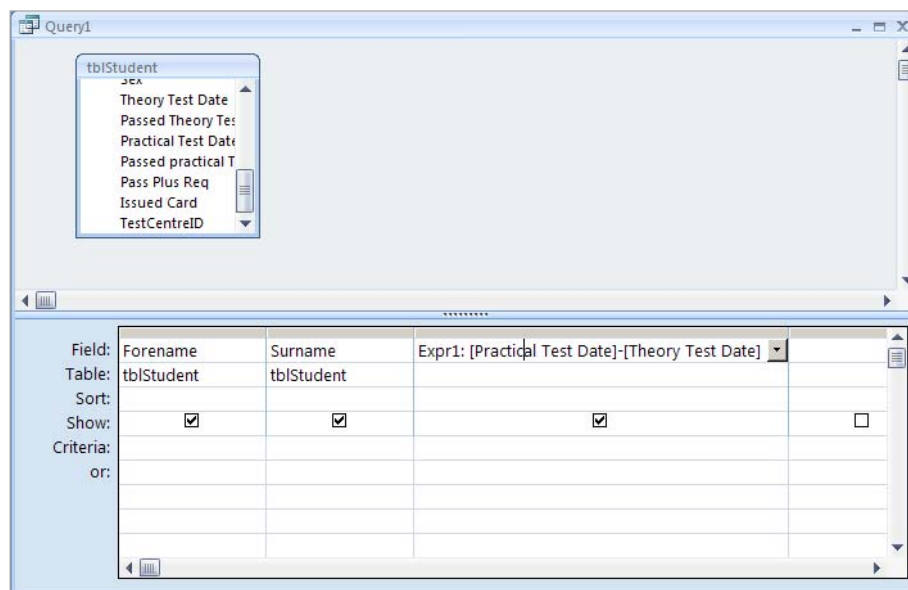 Query1
tblStudent
Sex
Theory Test Date
Passed Theory Tes
Practical Test Date
Passed practical T
Pass Plus Req
Issued Card
TestCentreID
Field: Forename Surname Expr1: [Practical Test Date]-[Theory Test Date]
Table: tblStudent tblStudent
Sort:
Show:
Criteria:
or: